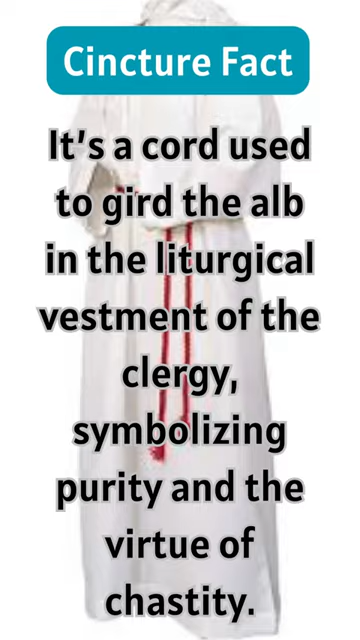 Cincture Fact
It's a cord used
to gird the alb
in the liturgical
vestment of the
clergy,
symbolizing
purity and the
virtue of
chastity.